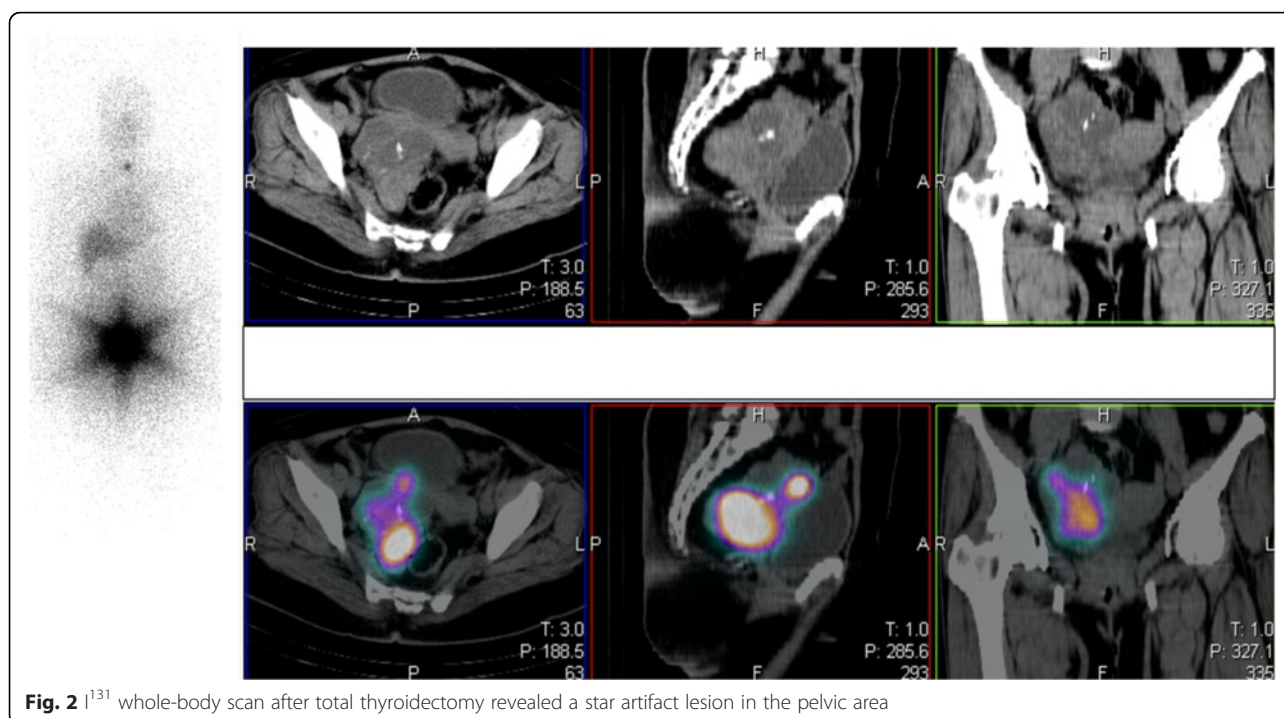 A
R
L
T: 3.0
P: 188.5
63
P
H
P
A
T: 1.0
P: 285.6
293
F
H
R
L
T: 1.0
P: 327.1
335
F
A
R
L
T: 3.0
P: 188.5
63
P
H
P
A
T: 1.0
P: 285.6
293
F
H
R
L
T: 1.0
P: 327.1
335
F
Fig. 2 I¹³¹ whole-body scan after total thyroidectomy revealed a star artifact lesion in the pelvic area